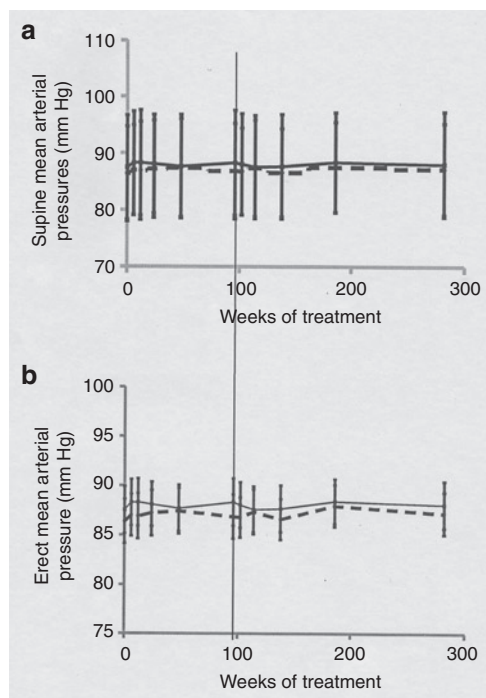 a
110
100
90
80
70
Supine mean arterial
pressures (mm Hg)
0
100
200
300
Weeks of treatment
b
100
95
90
85
80
75
Erect mean arterial
pressure (mm Hg)
0
100
200
300
Weeks of treatment